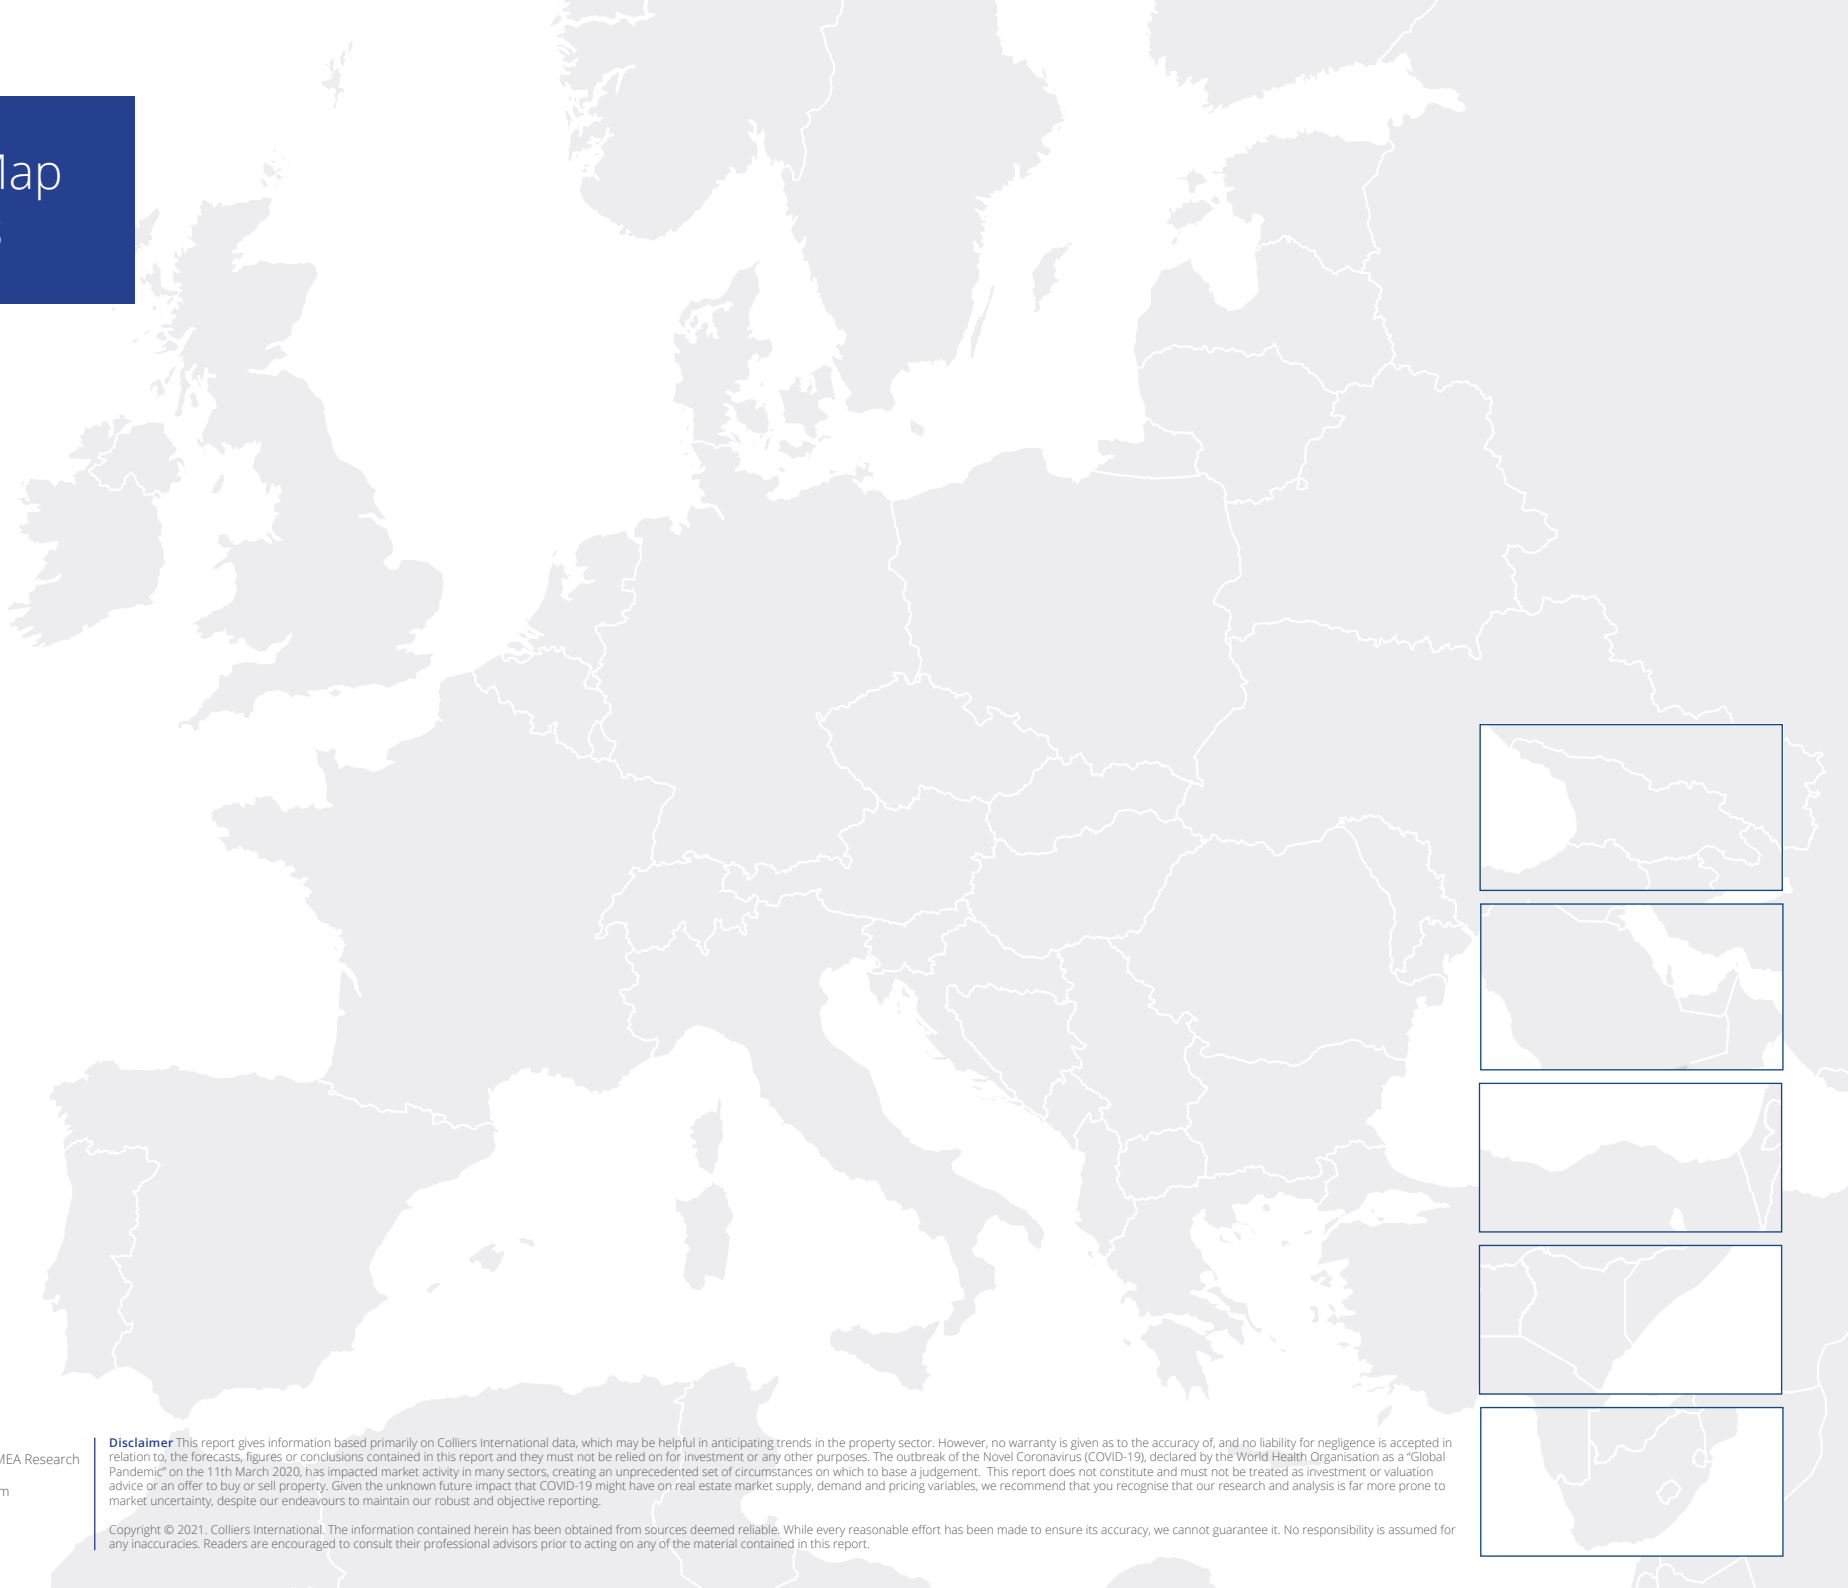 Map
MEA Research
m
Disclaimer This report gives information based primarily on Colliers International data, which may be helpful in anticipating trends in the property sector. However, no warranty is given as to the accuracy of, and no liability for negligence is accepted in
relation to, the forecasts, figures or conclusions contained in this report and they must not be relied on for investment or any other purposes. The outbreak of the Novel Coronavirus (COVID-19), declared by the World Health Organisation as a “Global
Pandemic” on the 11th March 2020, has impacted market activity in many sectors, creating an unprecedented set of circumstances on which to base a judgement. This report does not constitute and must not be treated as investment or valuation
advice or an offer to buy or sell property. Given the unknown future impact that COVID-19 might have on real estate market supply, demand and pricing variables, we recommend that you recognise that our research and analysis is far more prone to
market uncertainty, despite our endeavours to maintain our robust and objective reporting.
Copyright © 2021. Colliers International. The information contained herein has been obtained from sources deemed reliable. While every reasonable effort has been made to ensure its accuracy, we cannot guarantee it. No responsibility is assumed for
any inaccuracies. Readers are encouraged to consult their professional advisors prior to acting on any of the material contained in this report.